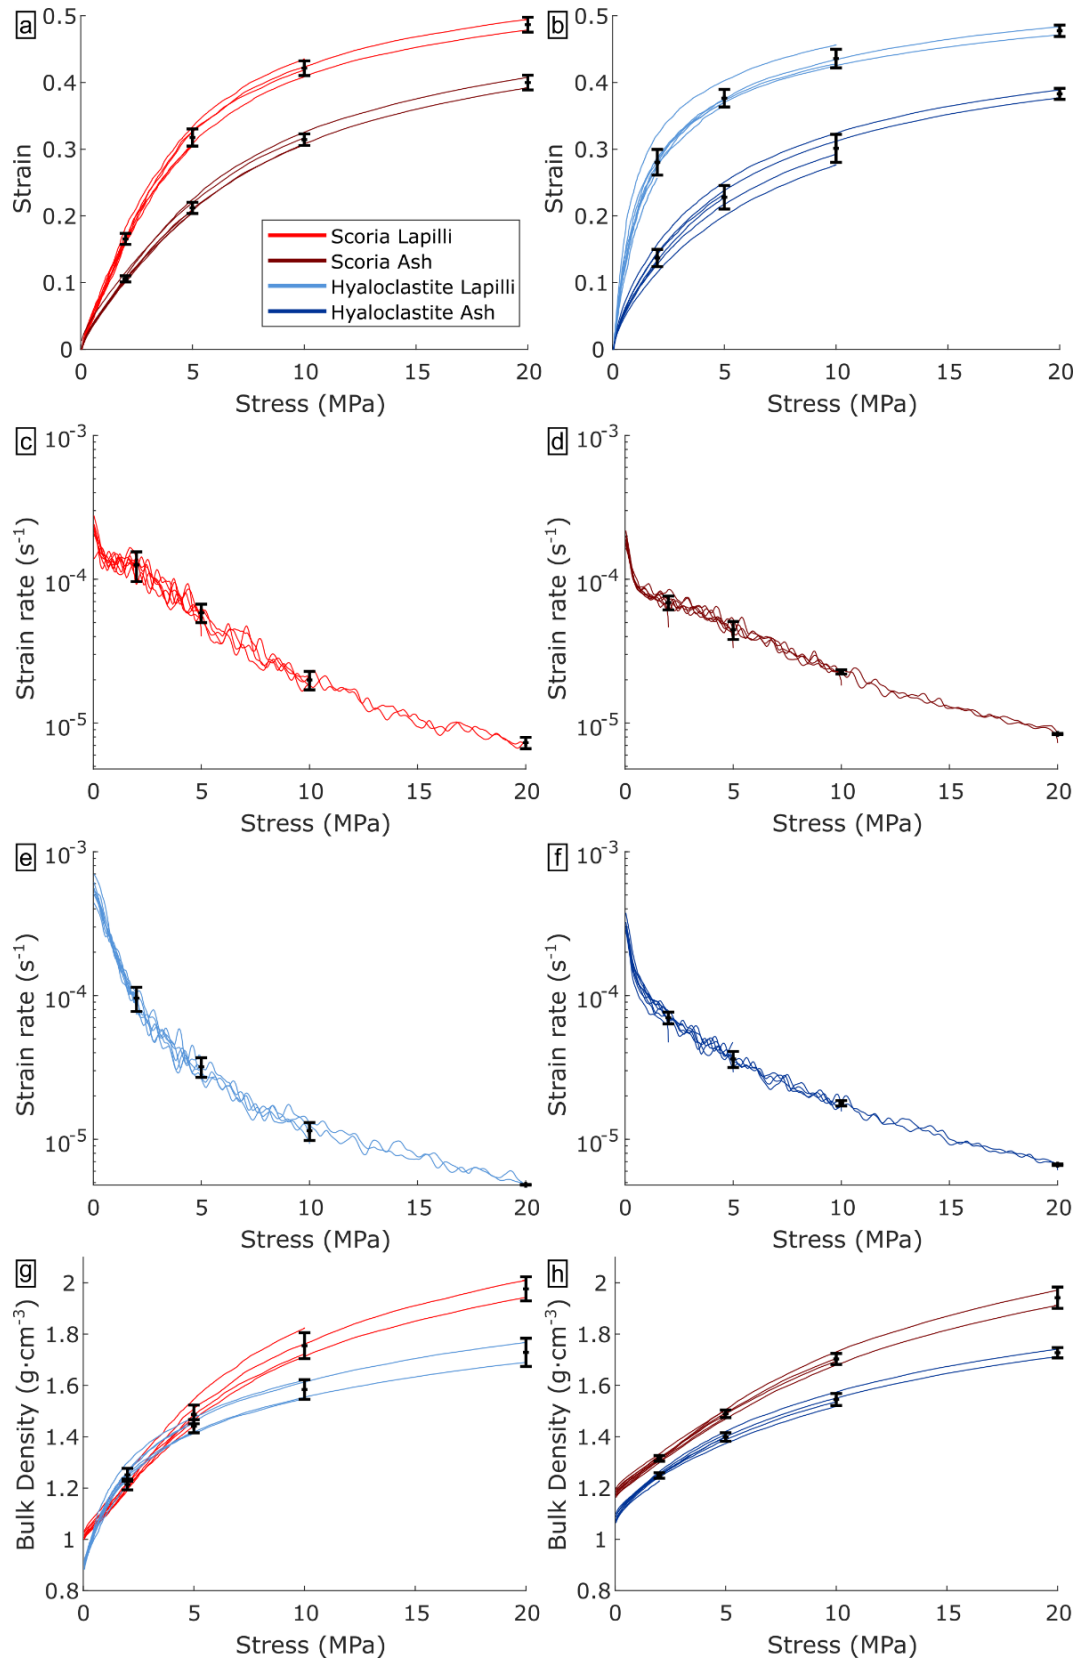 a
0.5
0.4
0.3
0.2
0.1
0
Strain
0 5 10 15 20
Stress (MPa)
Scoria Lapilli
Scoria Ash
Hyaloclastite Lapilli
Hyaloclastite Ash
b
0.5
0.4
0.3
0.2
0.1
0
Strain
0 5 10 15 20
Stress (MPa)
c
10⁻³
10⁻⁴
10⁻⁵
Strain rate (s⁻¹)
0 5 10 15 20
Stress (MPa)
d
10⁻³
10⁻⁴
10⁻⁵
Strain rate (s⁻¹)
0 5 10 15 20
Stress (MPa)
e
10⁻³
10⁻⁴
10⁻⁵
Strain rate (s⁻¹)
0 5 10 15 20
Stress (MPa)
f
10⁻³
10⁻⁴
10⁻⁵
Strain rate (s⁻¹)
0 5 10 15 20
Stress (MPa)
g
2
1.8
1.6
1.4
1.2
1
0.8
Bulk Density (g·cm⁻³)
0 5 10 15 20
Stress (MPa)
h
2
1.8
1.6
1.4
1.2
1
0.8
Bulk Density (g·cm⁻³)
0 5 10 15 20
Stress (MPa)